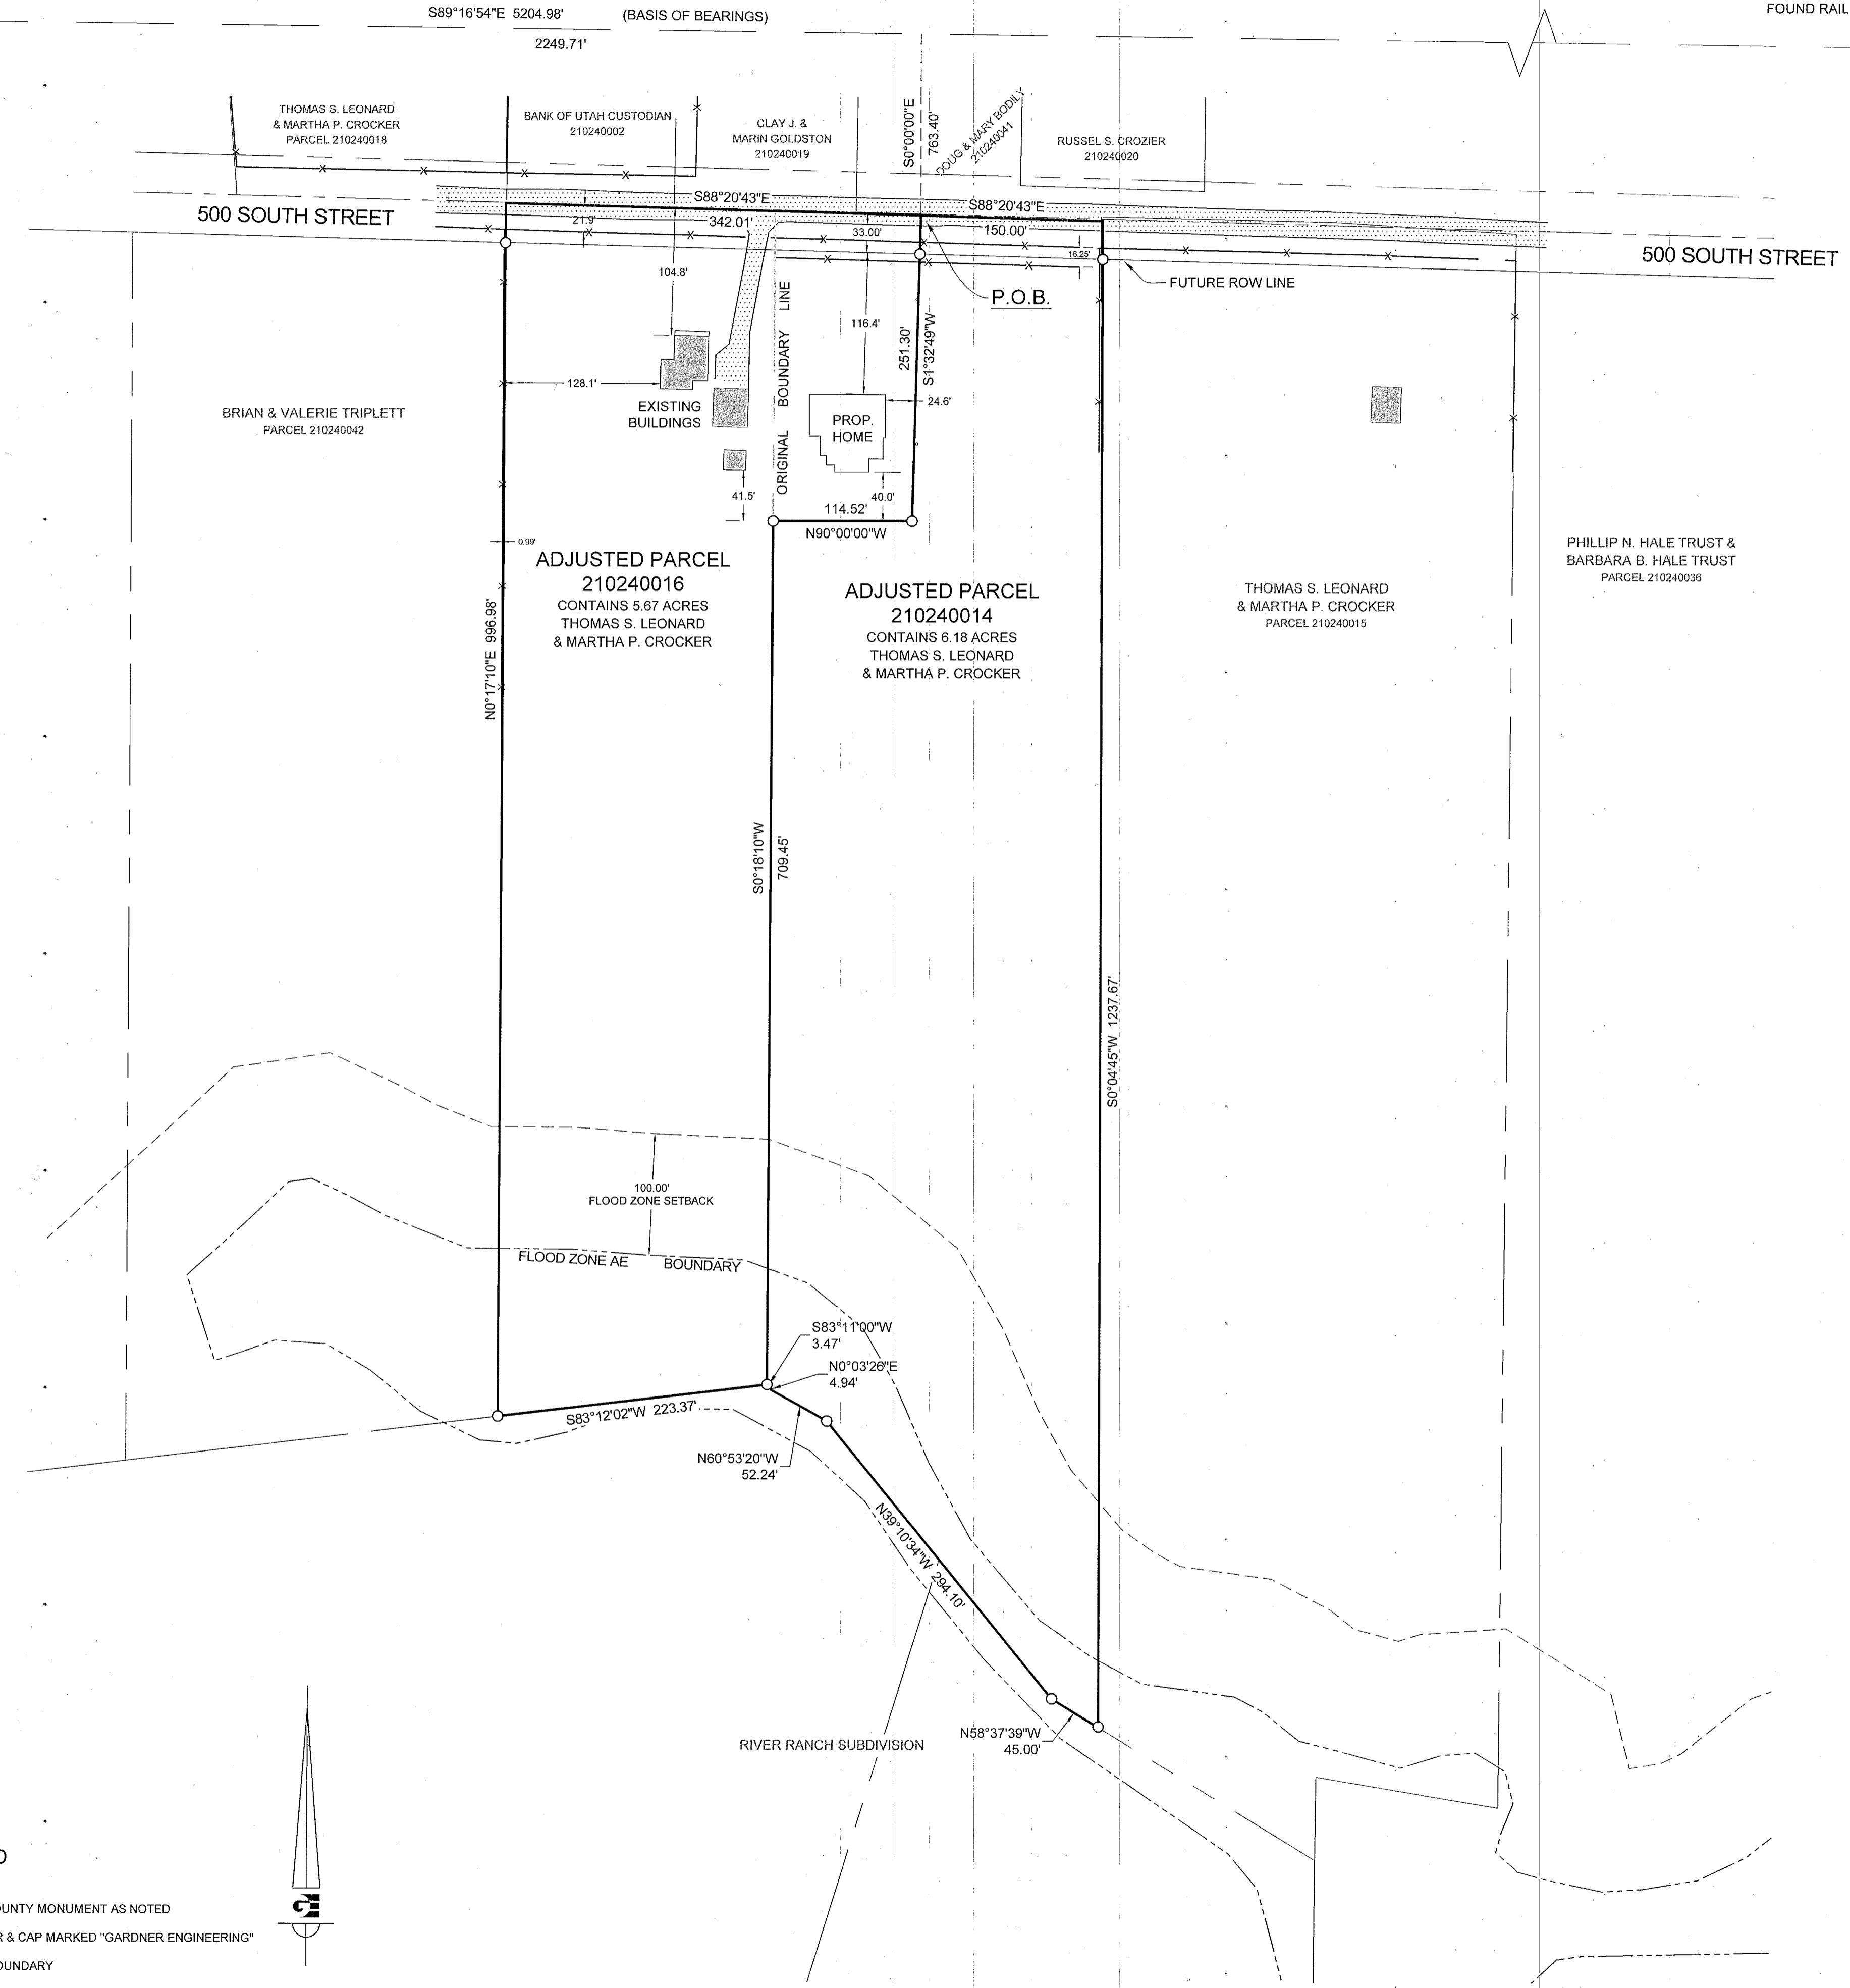 S89°16'54"E 5204.98' (BASIS OF BEARINGS)
FOUND RAIL
2249.71'
THOMAS S. LEONARD
& MARTHA P. CROCKER
PARCEL 210240018
BANK OF UTAH CUSTODIAN
210240002
CLAY J. &
MARIN GOLDSTON
210240019
S0°00'00"E
763.40'
DOUG & MARY BODILY
210240041
RUSSEL S. CROZIER
210240020
500 SOUTH STREET
S88°20'43"E
342.01'
21.9'
S88°20'43"E
150.00'
33.00'
16.25'
500 SOUTH STREET
FUTURE ROW LINE
P.O.B.
104.8'
116.4'
ORIGINAL BOUNDARY LINE
251.30'
S1°32'49"W
128.1'
24.6'
EXISTING
BUILDINGS
PROP.
HOME
BRIAN & VALERIE TRIPLETT
PARCEL 210240042
41.5'
40.0'
114.52'
N90°00'00"W
0.99'
ADJUSTED PARCEL
210240016
CONTAINS 5.67 ACRES
THOMAS S. LEONARD
& MARTHA P. CROCKER
ADJUSTED PARCEL
210240014
CONTAINS 6.18 ACRES
THOMAS S. LEONARD
& MARTHA P. CROCKER
THOMAS S. LEONARD
& MARTHA P. CROCKER
PARCEL 210240015
PHILLIP N. HALE TRUST &
BARBARA B. HALE TRUST
PARCEL 210240036
N0°17'10"E 996.98'
S0°18'10"W
709.45'
S0°04'45"W 1237.67'
100.00'
FLOOD ZONE SETBACK
FLOOD ZONE AE BOUNDARY
S83°11'00"W
3.47'
N0°03'26"E
4.94'
S83°12'02"W 223.37'
N60°53'20"W
52.24'
N39°10'34"W 294.10'
RIVER RANCH SUBDIVISION
N58°37'39"W
45.00'
D
GE
OUNTY MONUMENT AS NOTED
R & CAP MARKED "GARDNER ENGINEERING"
OUNDARY